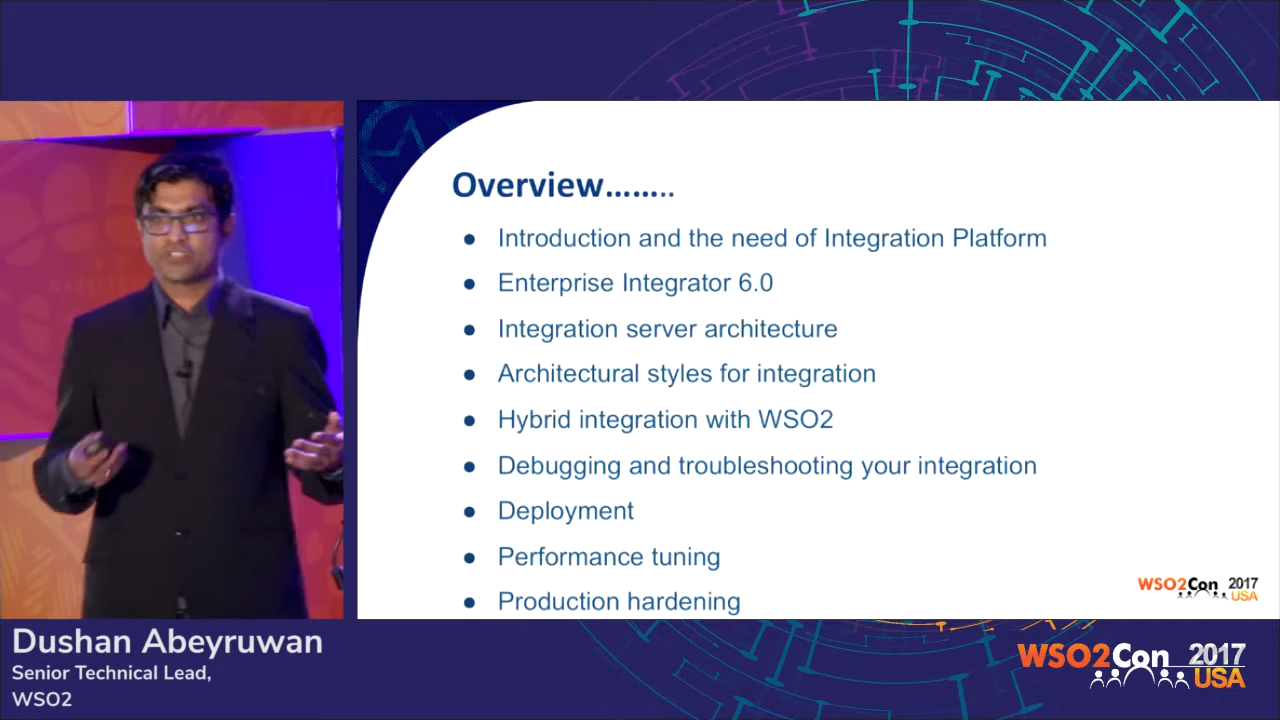 Overview........
● Introduction and the need of Integration Platform
● Enterprise Integrator 6.0
● Integration server architecture
● Architectural styles for integration
● Hybrid integration with WSO2
● Debugging and troubleshooting your integration
● Deployment
● Performance tuning
● Production hardening
WSO2Con 2017
USA
Dushan Abeyruwan
Senior Technical Lead,
WSO2
WSO2Con 2017
USA